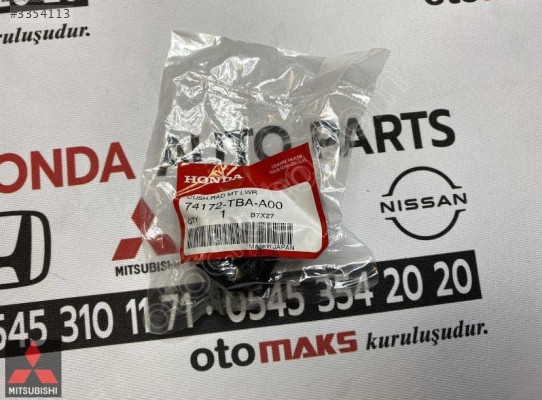 #3354113
kuruluşudur.
kuruluşudur.
HONDA AUTO PARTS
HONDA
CUSH,RAD MT LWR
74172-TBA-A00
QTY 1 B7X27
MADE IN JAPAN
NISSAN
MITSUBISHI
545 310 11 71 - 0545 354 20 20
otomaks kuruluşudur.
MITSUBISHI